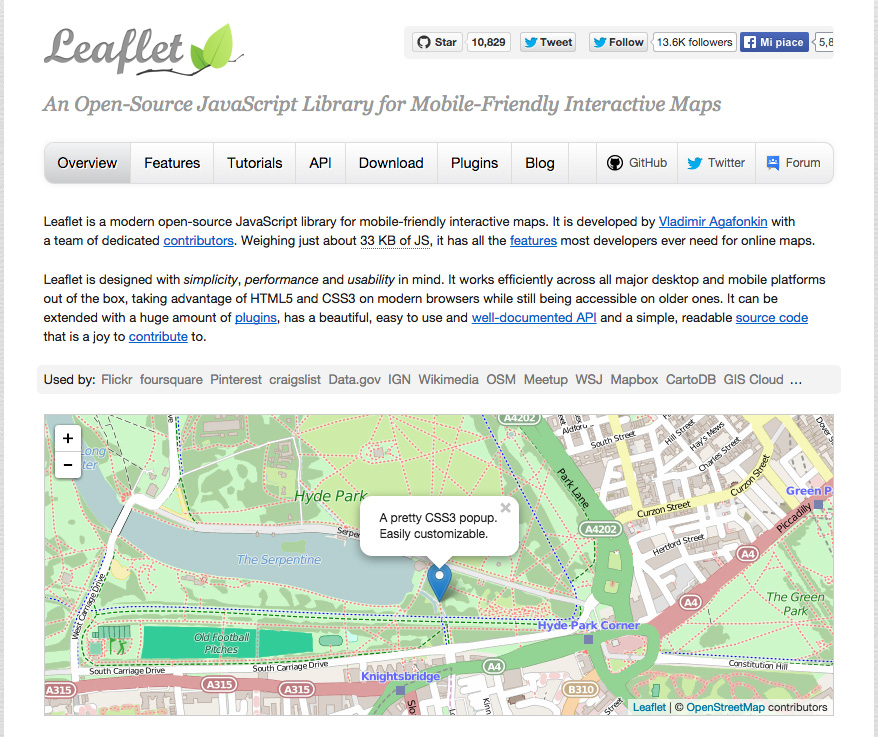 Leaflet
Star 10,829 Tweet Follow 13.6K followers Mi piace 5,8
An Open-Source JavaScript Library for Mobile-Friendly Interactive Maps
Overview Features Tutorials API Download Plugins Blog GitHub Twitter Forum
Leaflet is a modern open-source JavaScript library for mobile-friendly interactive maps. It is developed by Vladimir Agafonkin with
a team of dedicated contributors. Weighing just about 33 KB of JS, it has all the features most developers ever need for online maps.
Leaflet is designed with simplicity, performance and usability in mind. It works efficiently across all major desktop and mobile platforms
out of the box, taking advantage of HTML5 and CSS3 on modern browsers while still being accessible on older ones. It can be
extended with a huge amount of plugins, has a beautiful, easy to use and well-documented API and a simple, readable source code
that is a joy to contribute to.
Used by: Flickr foursquare Pinterest craigslist Data.gov IGN Wikimedia OSM Meetup WSJ Mapbox CartoDB GIS Cloud ...
+
-
A4202
South Street
Hill Street
Hay's Mews
Charles Street
Dover S
Long
ter
Park Lane
Curzon Street
Curzon Street
Green P
Hyde Park
Piccadilly
A pretty CSS3 popup.
Easily customizable.
×
Serpe
A4202
Hertford Street
A4
The Serpentine
A4
The Green
Park
West Carriage Drive
Hyde Park Corner
Old Football
Pitches
South Carriage Drive
South Carriage Drive
A4
Constitution Hill
Knightsbridge
A315
A315
A315
B310
Slo
Kinn
Street
Leaflet | © OpenStreetMap contributors